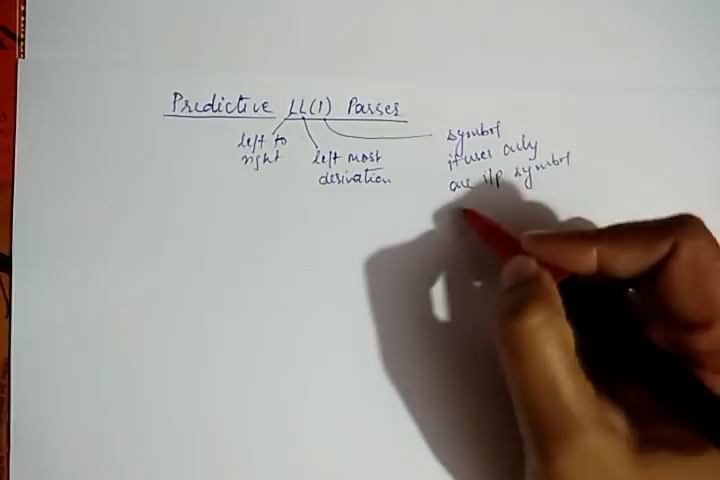 Predictive LL(1) Parser
left to
right
left most
derivation
symbol
it uses only
one i/p symbol